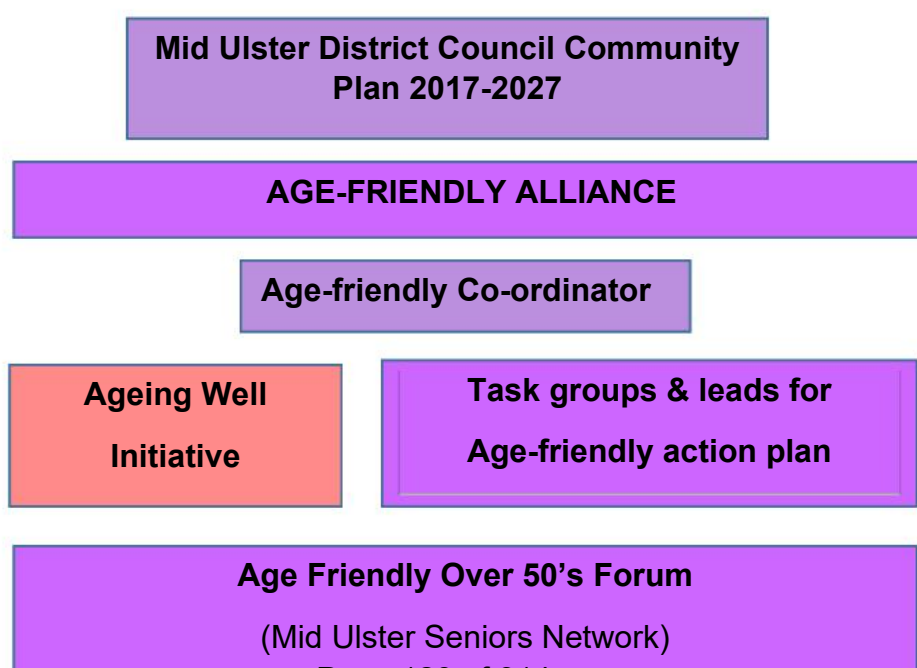 Mid Ulster District Council Community
Plan 2017-2027
AGE-FRIENDLY ALLIANCE
Age-friendly Co-ordinator
Ageing Well
Initiative
Task groups & leads for
Age-friendly action plan
Age Friendly Over 50's Forum
(Mid Ulster Seniors Network)